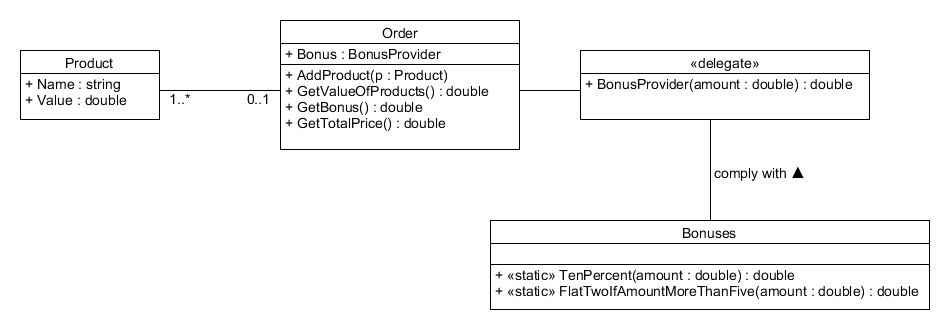 Product
+ Name : string
+ Value : double
1..*
0..1
Order
+ Bonus : BonusProvider
+ AddProduct(p : Product)
+ GetValueOfProducts() : double
+ GetBonus() : double
+ GetTotalPrice() : double
«delegate»
+ BonusProvider(amount : double) : double
comply with ▲
Bonuses
+ «static» TenPercent(amount : double) : double
+ «static» FlatTwoIfAmountMoreThanFive(amount : double) : double